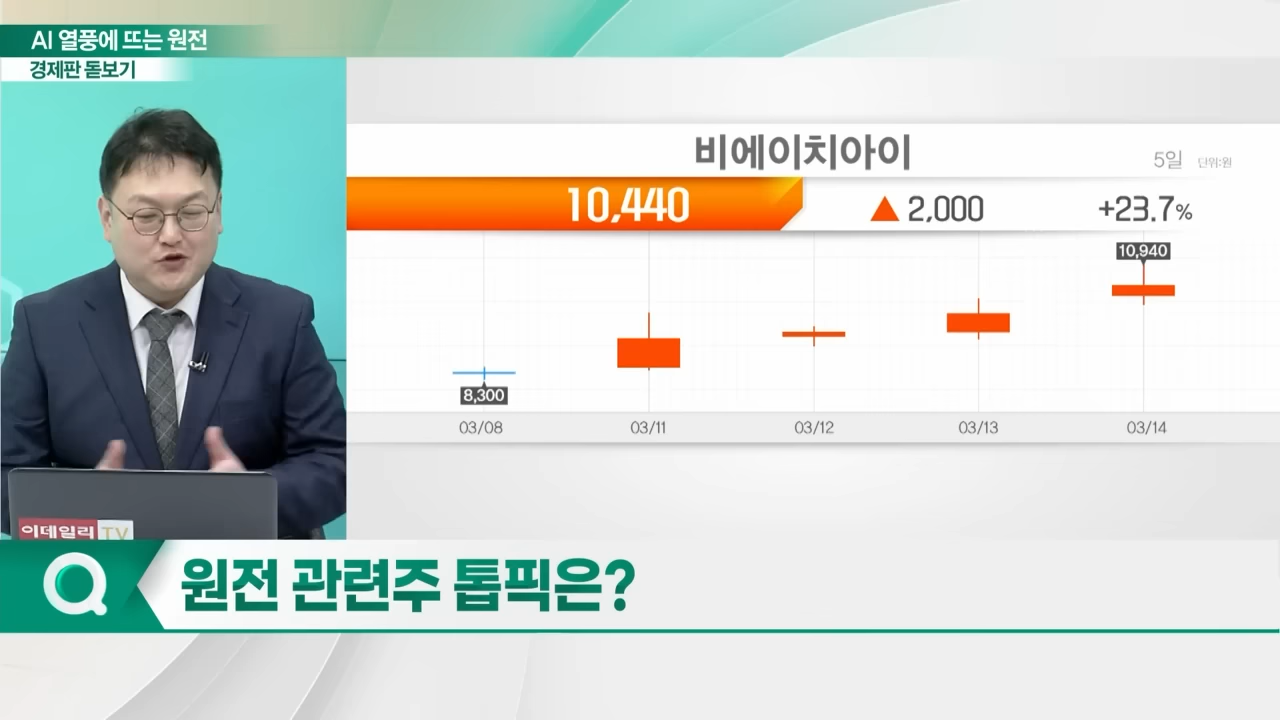 AI 열풍에 뜨는 원전
경제판 돋보기
비에이치아이
5일 단위:원
10,440 ▲ 2,000 +23.7%
10,940
8,300
03/08 03/11 03/12 03/13 03/14
이데일리 TV
Q 원전 관련주 톱픽은?